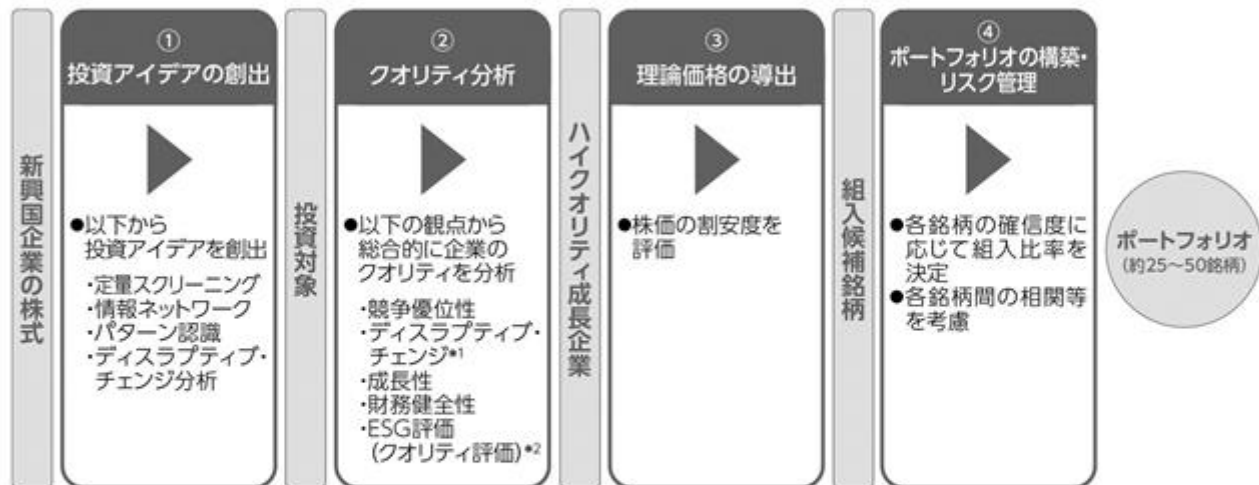 新興国企業の株式
①
投資アイデアの創出
●以下から
投資アイデアを創出
・定量スクリーニング
・情報ネットワーク
・パターン認識
・ディスラプティブ・
チェンジ分析
投資対象
②
クオリティ分析
●以下の観点から
総合的に企業の
クオリティを分析
・競争優位性
・ディスラプティブ・
チェンジ*1
・成長性
・財務健全性
・ESG評価
(クオリティ評価)*2
ハイクオリティ成長企業
③
理論価格の導出
●株価の割安度を
評価
組入候補銘柄
④
ポートフォリオの構築・
リスク管理
●各銘柄の確信度に
応じて組入比率を
決定
●各銘柄間の相関等
を考慮
ポートフォリオ
(約25～50銘柄)